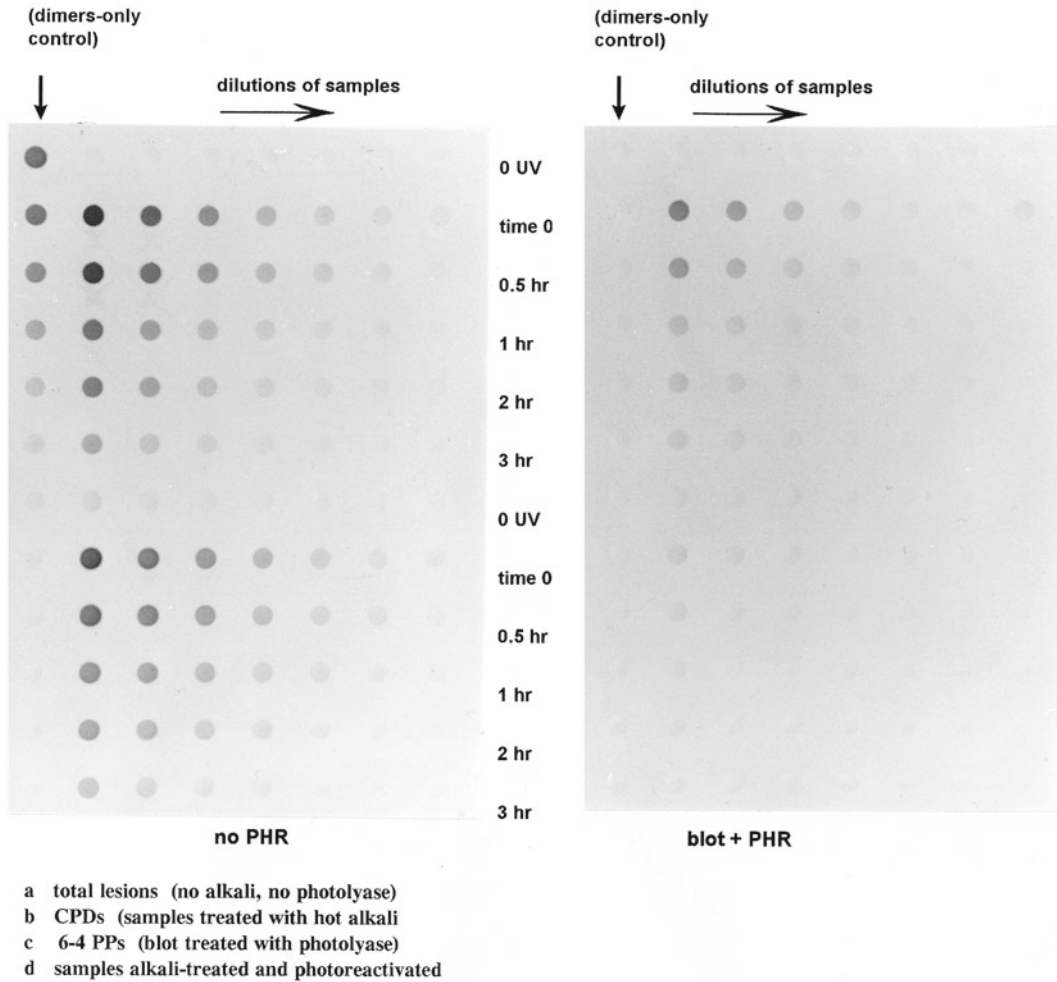 (dimers-only
control)
dilutions of samples
0 UV
time 0
0.5 hr
1 hr
2 hr
3 hr
0 UV
time 0
0.5 hr
1 hr
2 hr
3 hr
no PHR
(dimers-only
control)
dilutions of samples
blot + PHR
a total lesions (no alkali, no photolyase)
b CPDs (samples treated with hot alkali
c 6-4 PPs (blot treated with photolyase)
d samples alkali-treated and photoreactivated